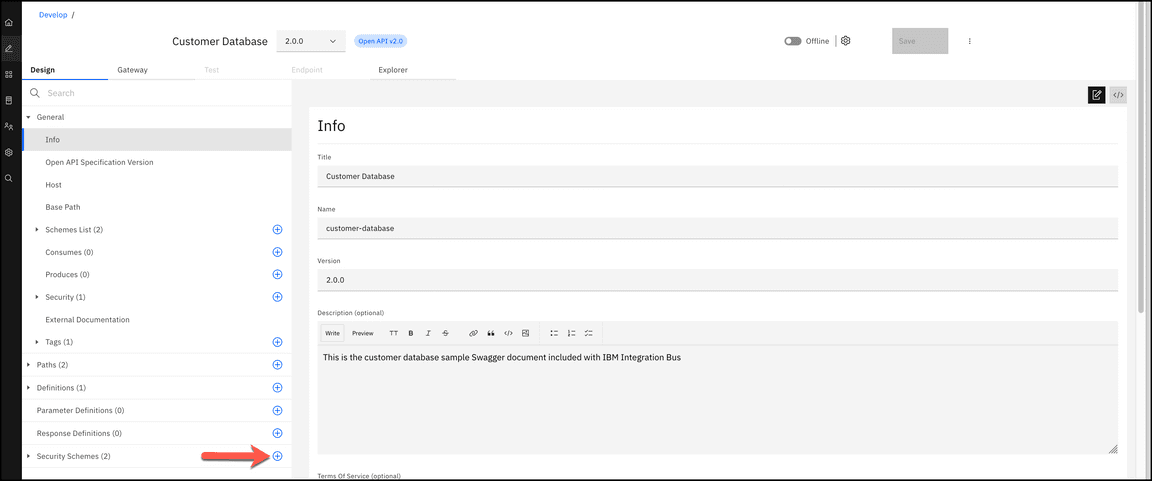 Develop /
Customer Database 2.0.0 Open API v2.0 Offline Save
Design Gateway Test Endpoint Explorer
Search
General
Info
Open API Specification Version
Host
Base Path
Schemes List (2)
Consumes (0)
Produces (0)
Security (1)
External Documentation
Tags (1)
Paths (2)
Definitions (1)
Parameter Definitions (0)
Response Definitions (0)
Security Schemes (2)
</>
Info
Title
Customer Database
Name
customer-database
Version
2.0.0
Description (optional)
Write Preview TT B I S </>
This is the customer database sample Swagger document included with IBM Integration Bus
Terms Of Service (optional)